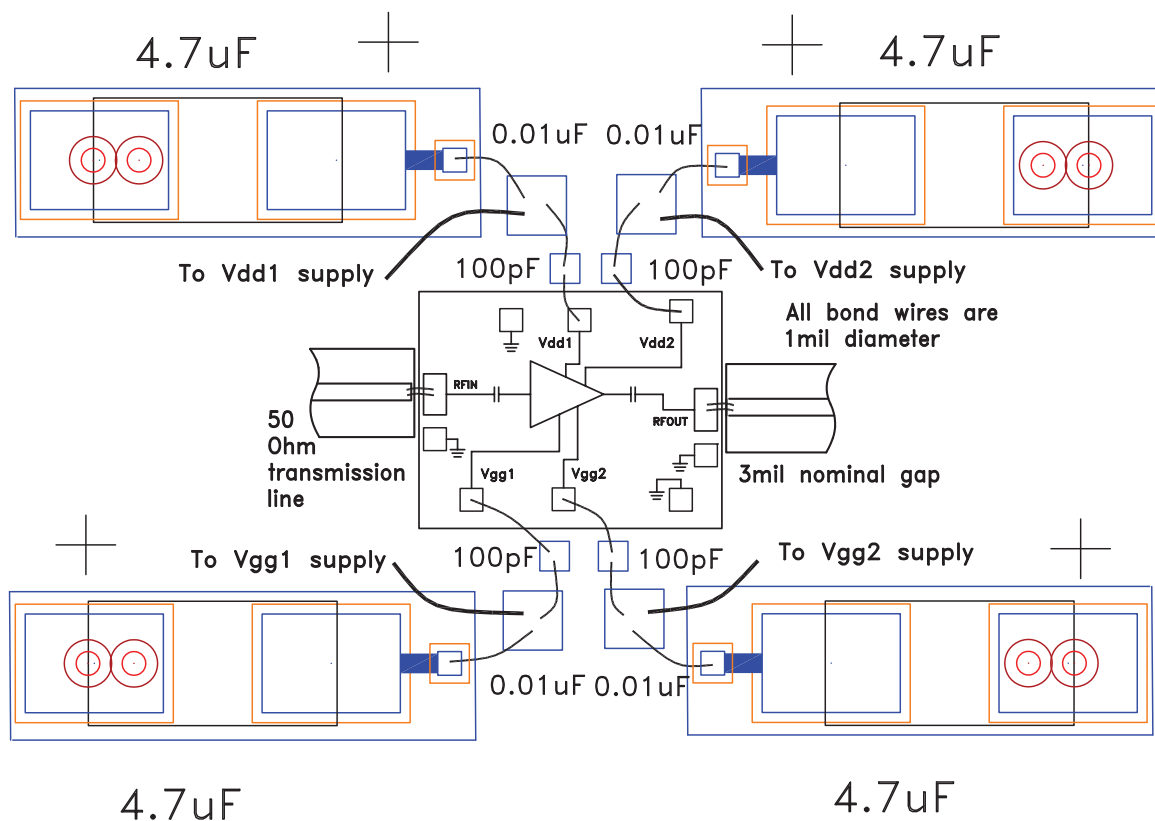 4.7uF
4.7uF
0.01uF
0.01uF
To Vdd1 supply
100pF
100pF
To Vdd2 supply
All bond wires are
1mil diameter
Vdd1
Vdd2
RFIN
RFOUT
50
Ohm
transmission
line
Vgg1
Vgg2
3mil nominal gap
To Vgg1 supply
100pF
100pF
To Vgg2 supply
0.01uF
0.01uF
4.7uF
4.7uF